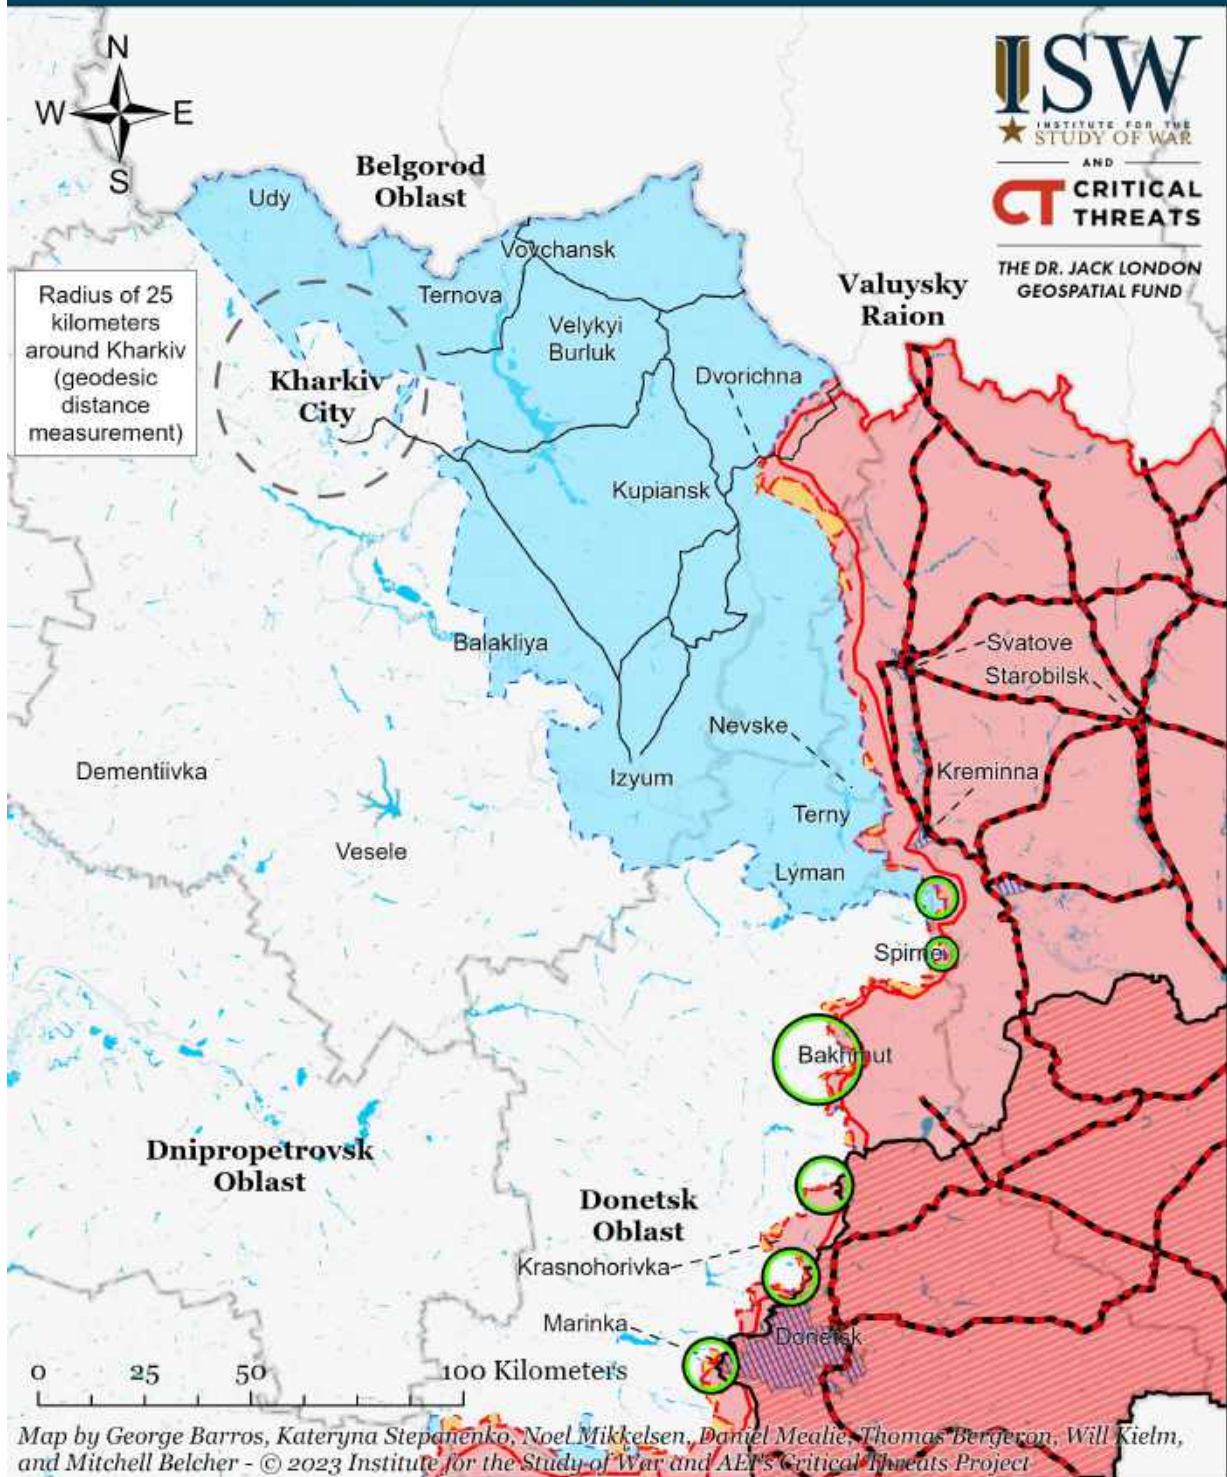 N
W E
S
ISW
INSTITUTE FOR THE
STUDY OF WAR
AND
CT CRITICAL
THREATS
THE DR. JACK LONDON
GEOSPATIAL FUND
Belgorod
Oblast
Udy
Vovchansk
Ternova
Radius of 25
kilometers
around Kharkiv
(geodesic
distance
measurement)
Valuysky
Raion
Velykyi
Burluk
Kharkiv
City
Dvorichna
Kupiansk
Balakliya
Svatove
Starobilsk
Nevske
Dementiivka
Izyum
Kreminna
Terny
Vesele
Lyman
Spirne
Bakhmut
Dnipropetrovsk
Oblast
Donetsk
Oblast
Krasnohorivka
Marinka
Donetsk
0 25 50 100 Kilometers
Map by George Barros, Kateryna Stepanenko, Noel Mikkelsen, Daniel Mealie, Thomas Bergeron, Will Kielm,
and Mitchell Belcher - © 2023 Institute for the Study of War and AEI's Critical Threats Project